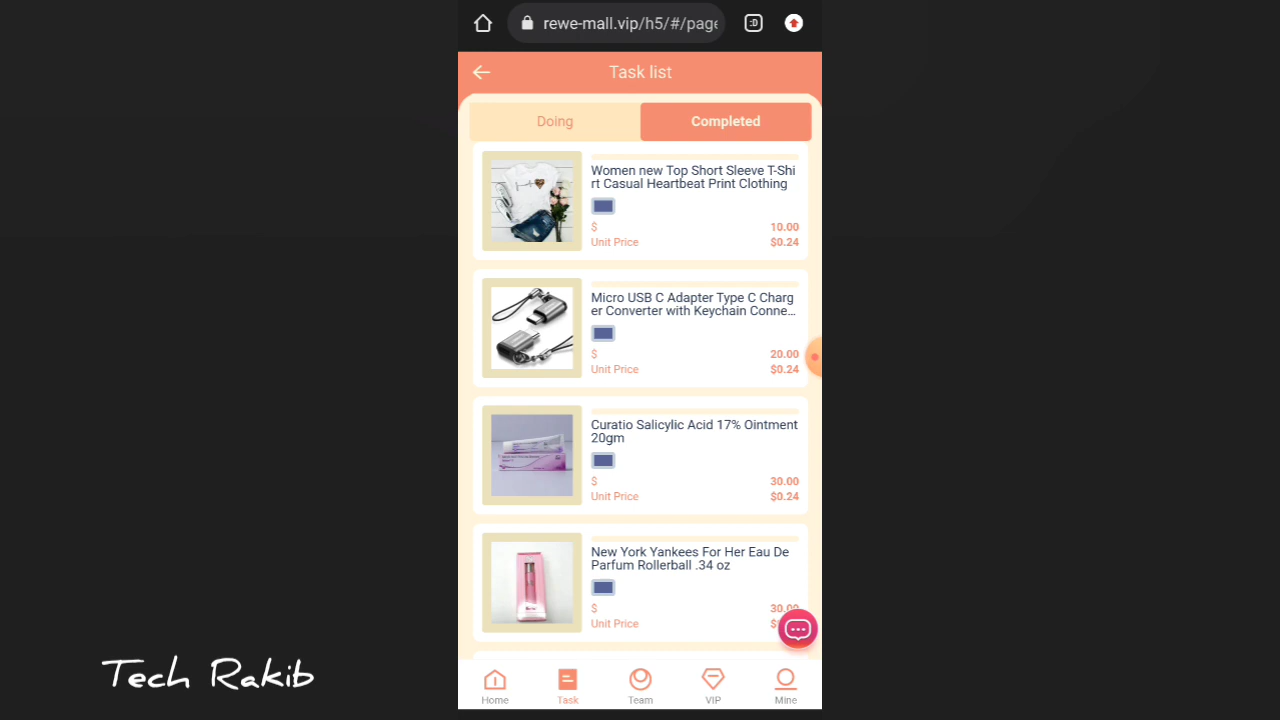 rewe-mall.vip/h5/#/page
:D
Task list
Doing
Completed
Women new Top Short Sleeve T-Shi
rt Casual Heartbeat Print Clothing
$ 10.00
Unit Price $0.24
Micro USB C Adapter Type C Charg
er Converter with Keychain Conne…
$ 20.00
Unit Price $0.24
Curatio Salicylic Acid 17% Ointment
20gm
$ 30.00
Unit Price $0.24
New York Yankees For Her Eau De
Parfum Rollerball .34 oz
$ 30.00
Unit Price
Tech Rakib
Home
Task
Team
VIP
Mine